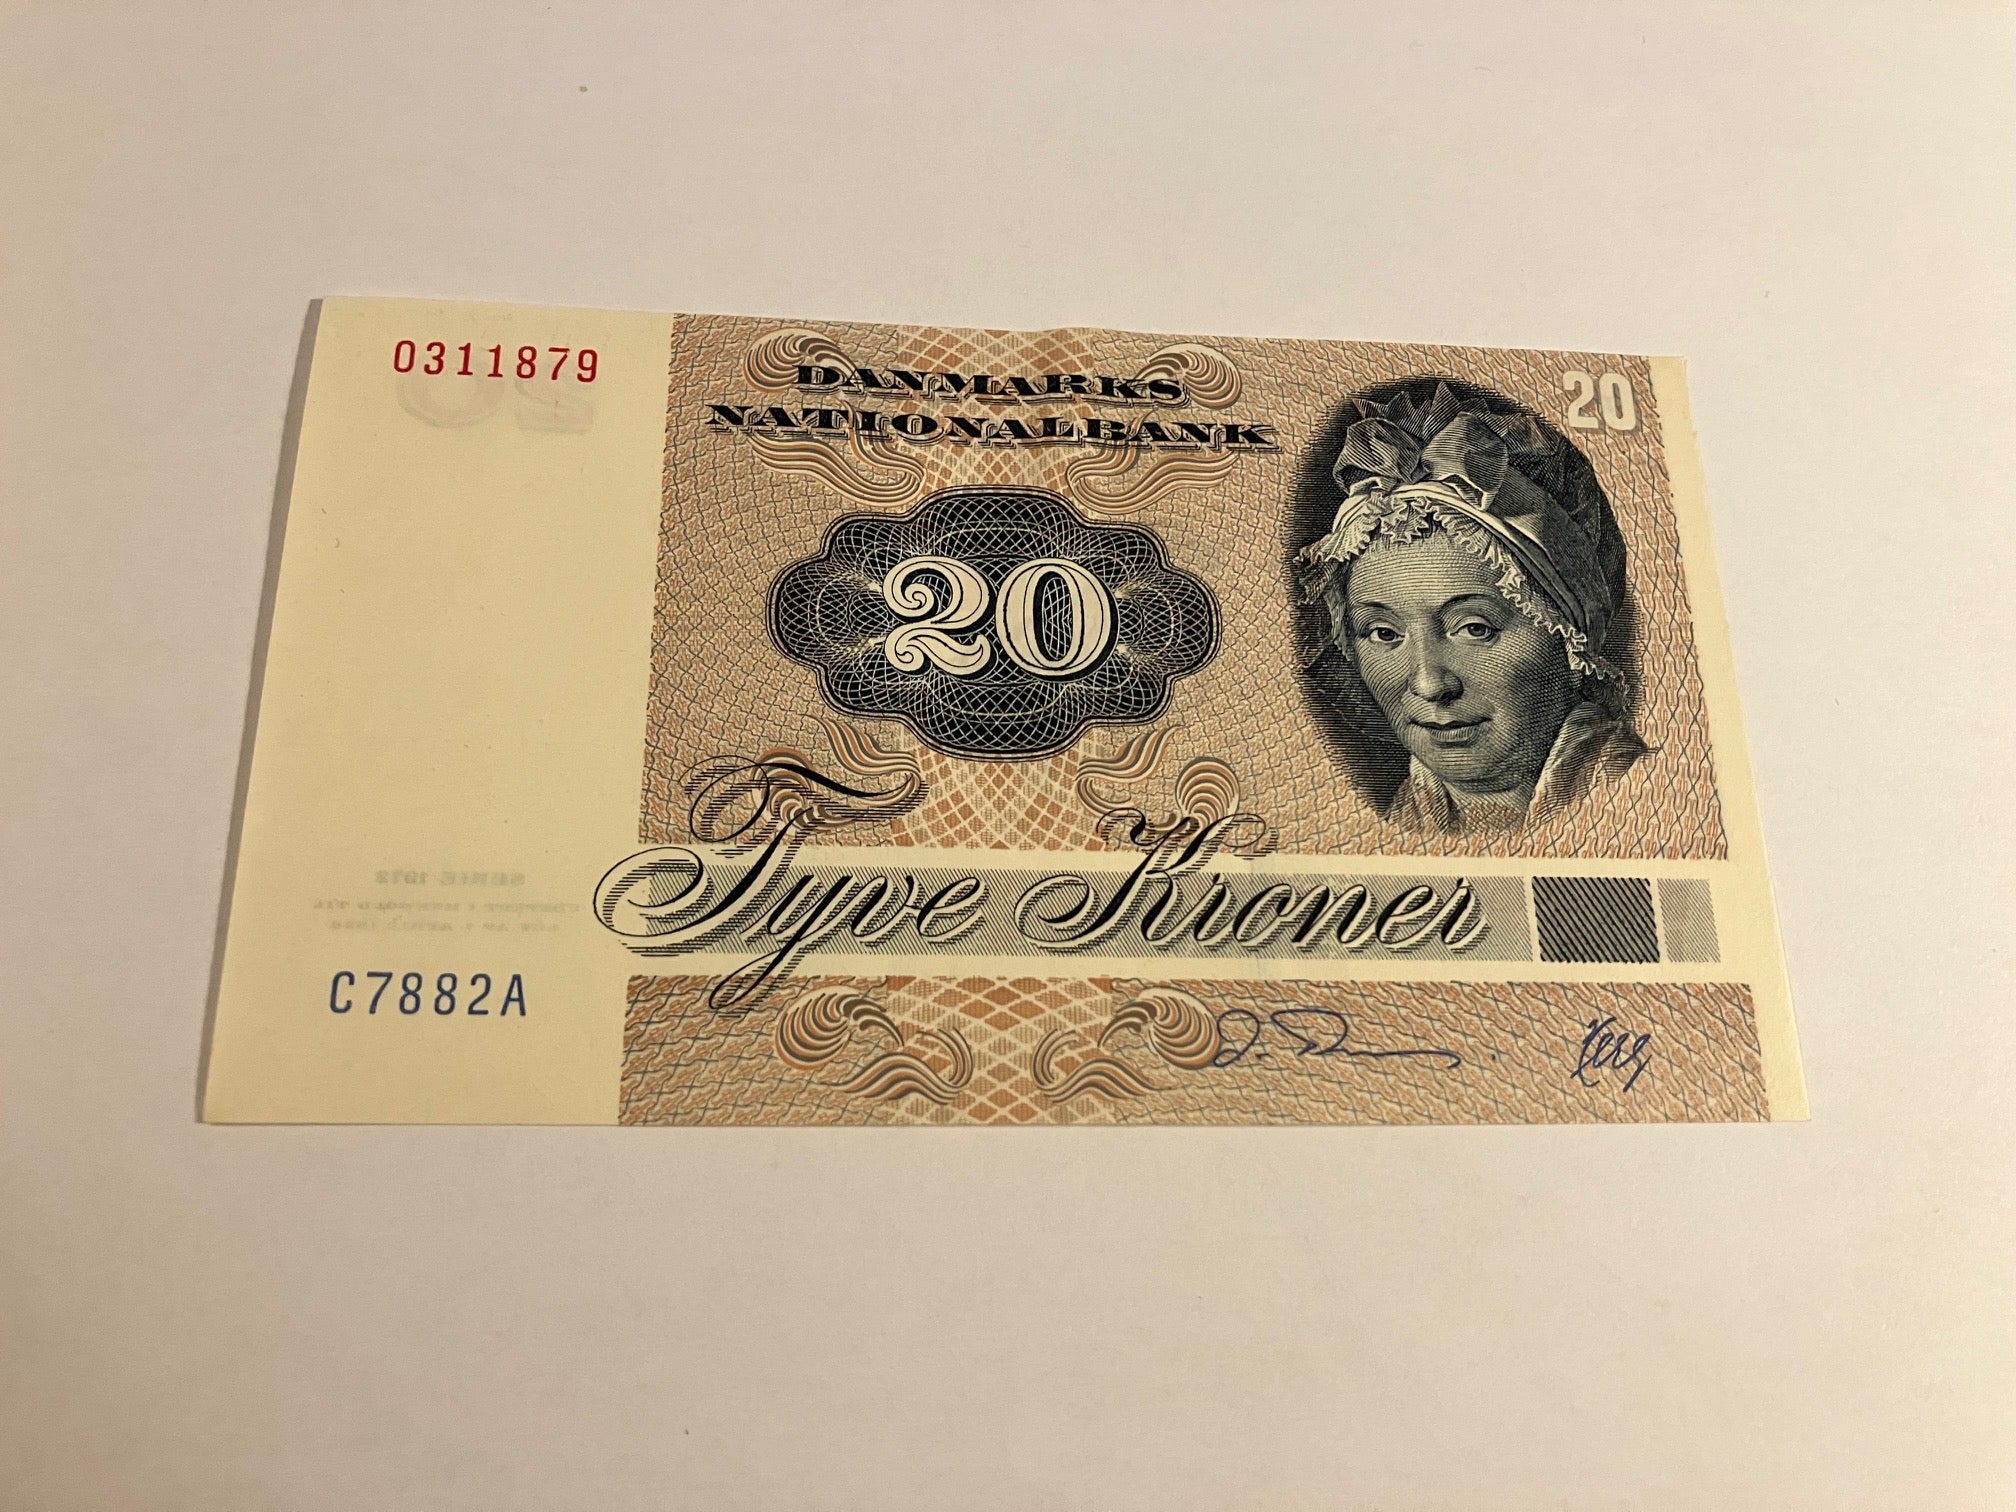 0311879
DANMARKS
NATIONALBANK
20
20
Tyve Kroner
C7882A